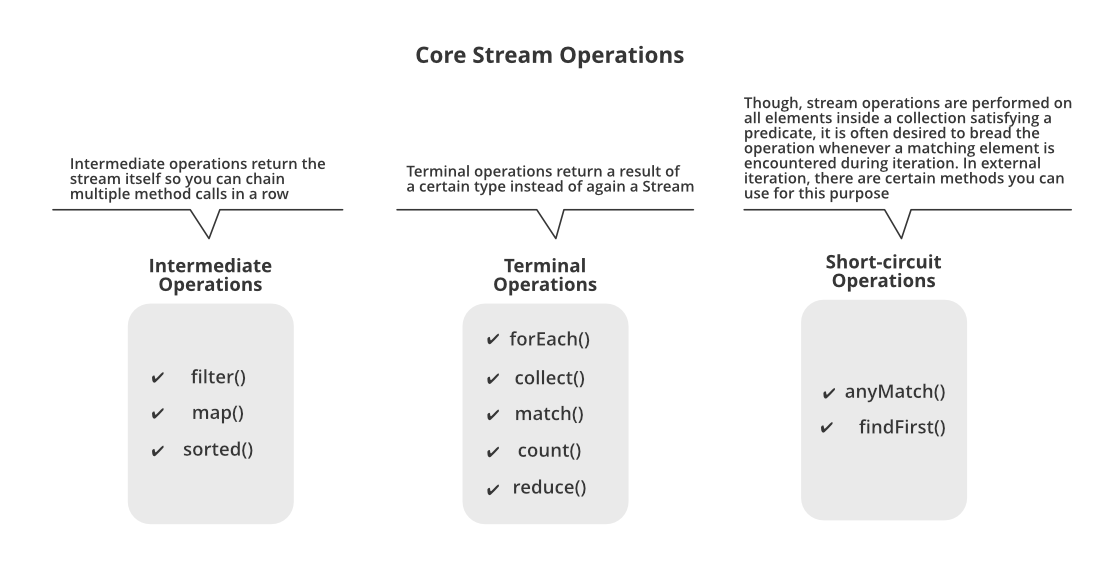 Core Stream Operations
Intermediate operations return the
stream itself so you can chain
multiple method calls in a row
Intermediate
Operations
✔ filter()
✔ map()
✔ sorted()
Terminal operations return a result of
a certain type instead of again a Stream
Terminal
Operations
✔ forEach()
✔ collect()
✔ match()
✔ count()
✔ reduce()
Though, stream operations are performed on
all elements inside a collection satisfying a
predicate, it is often desired to bread the
operation whenever a matching element is
encountered during iteration. In external
iteration, there are certain methods you can
use for this purpose
Short-circuit
Operations
✔ anyMatch()
✔ findFirst()